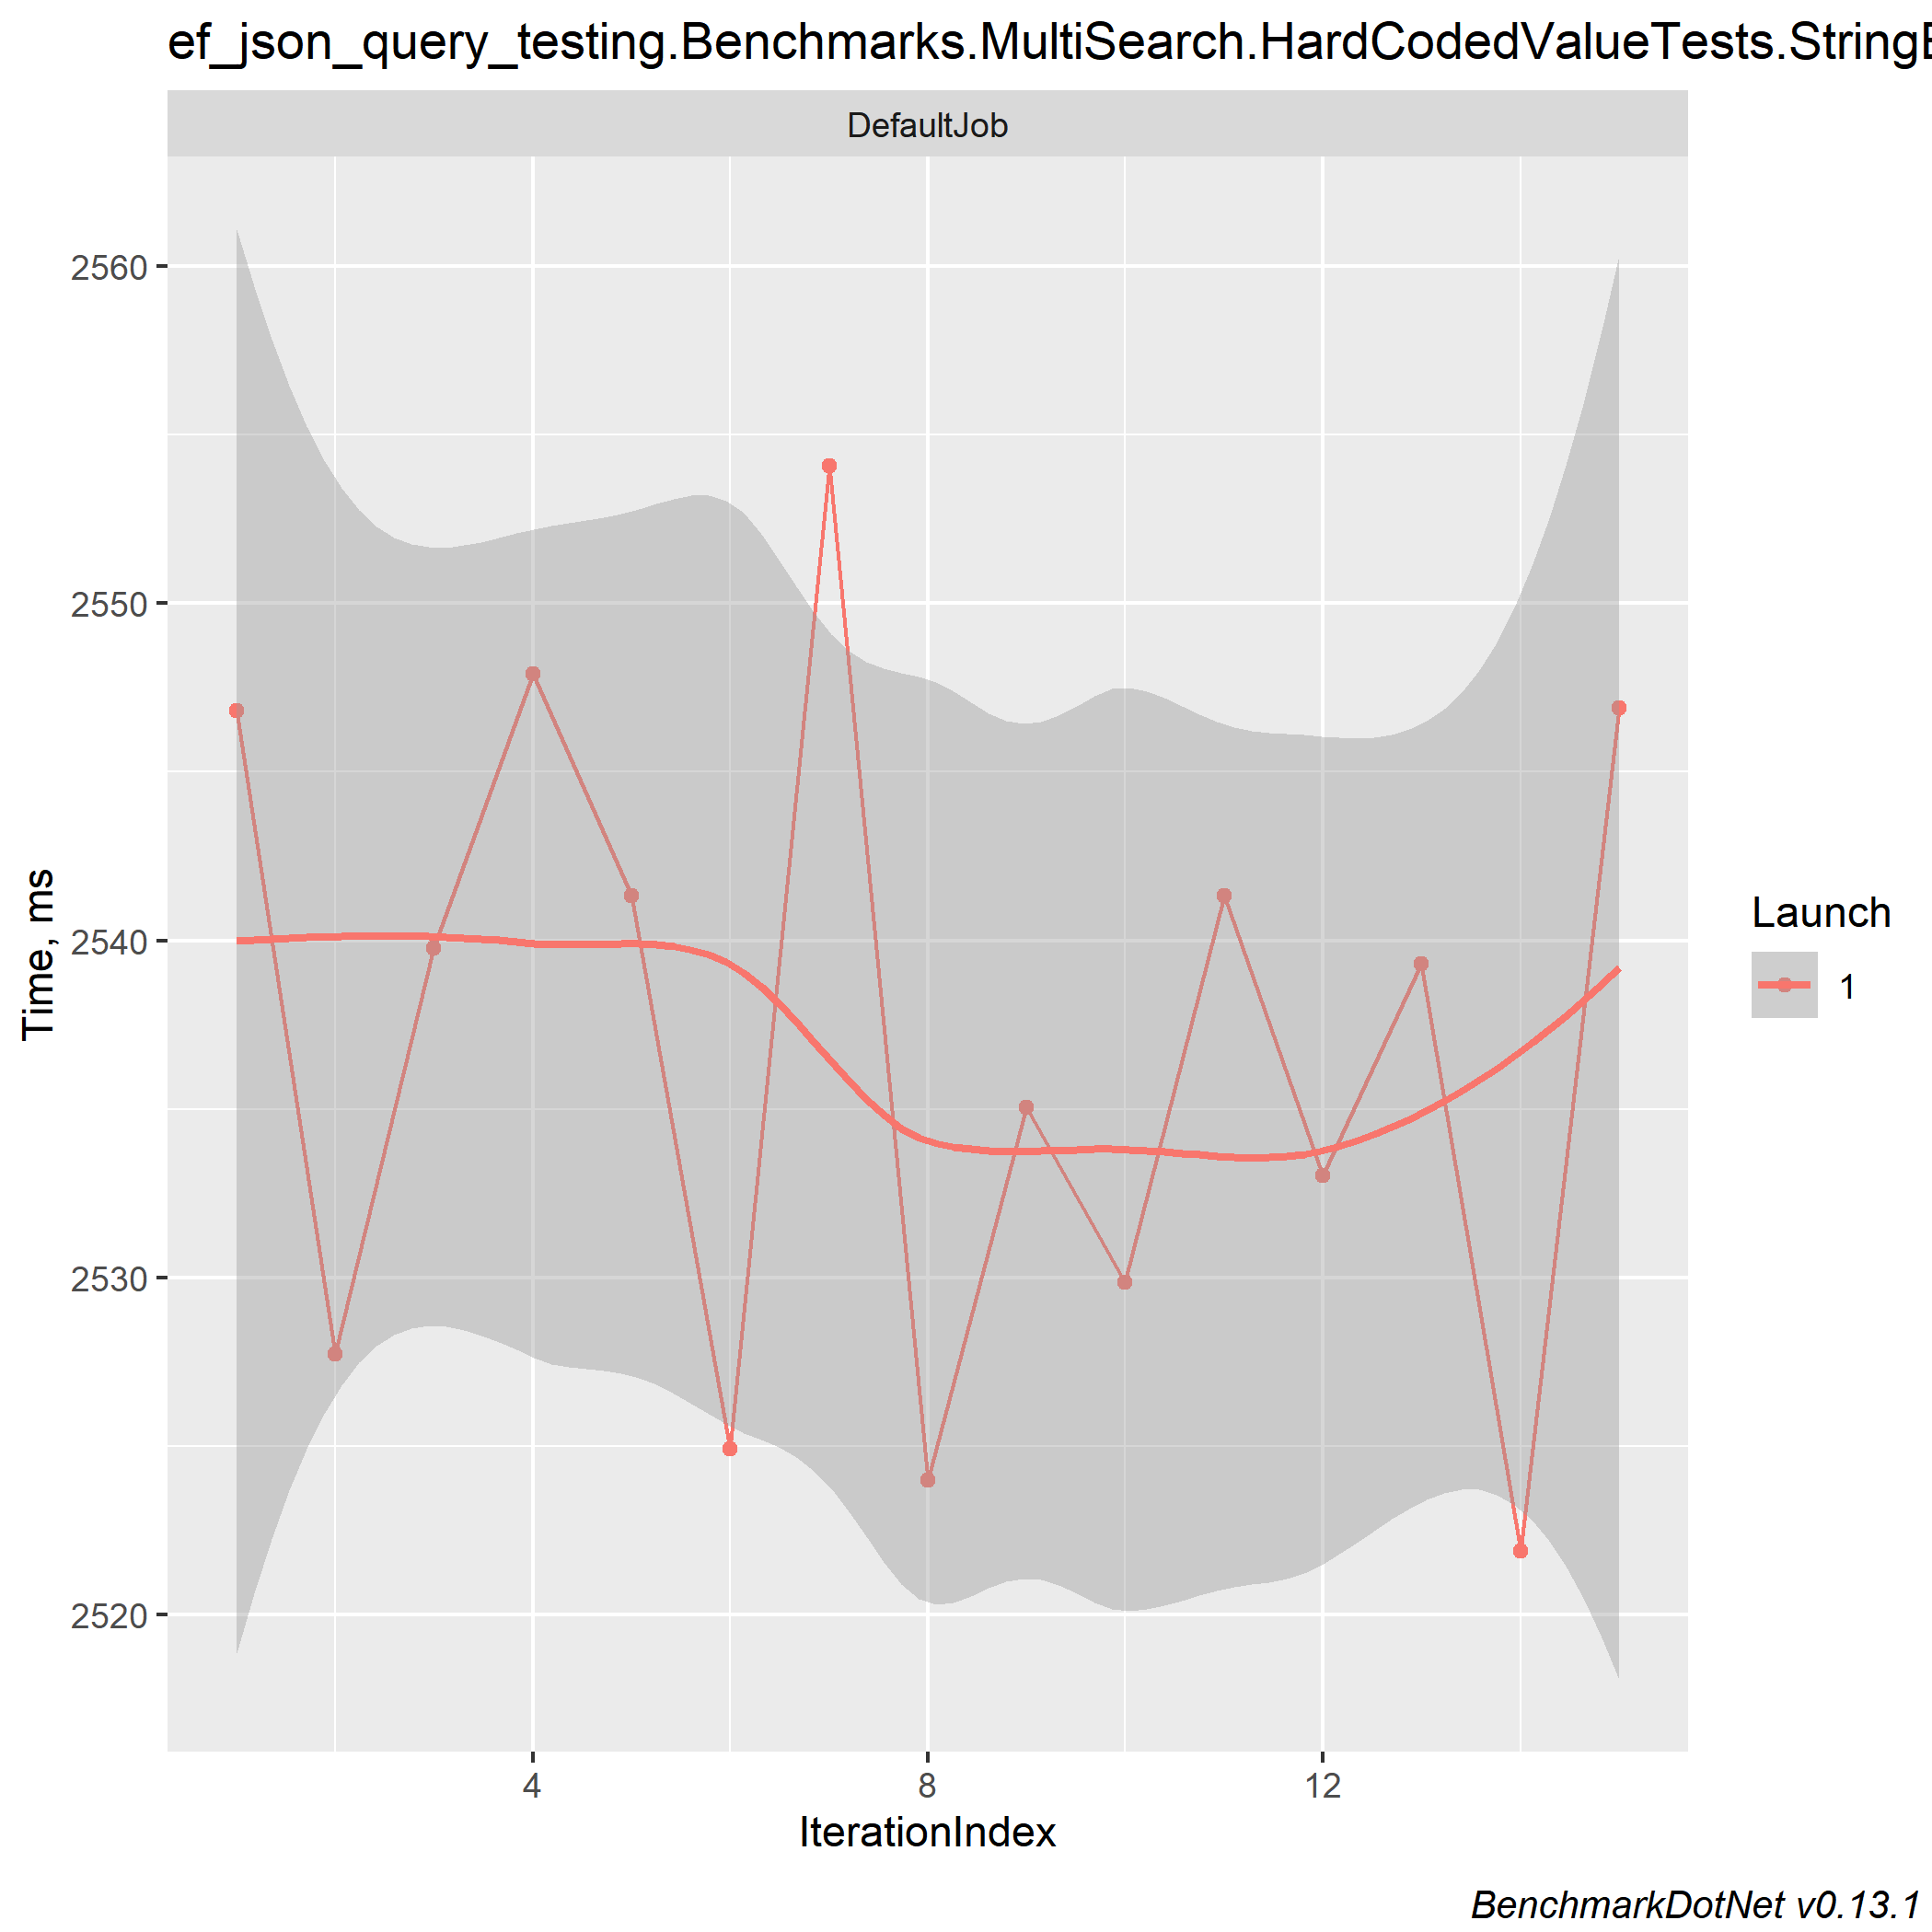 ef_json_query_testing.Benchmarks.MultiSearch.HardCodedValueTests.String
DefaultJob
2560
2550
2540
2530
2520
Time, ms
4
8
12
IterationIndex
Launch
1
BenchmarkDotNet v0.13.1